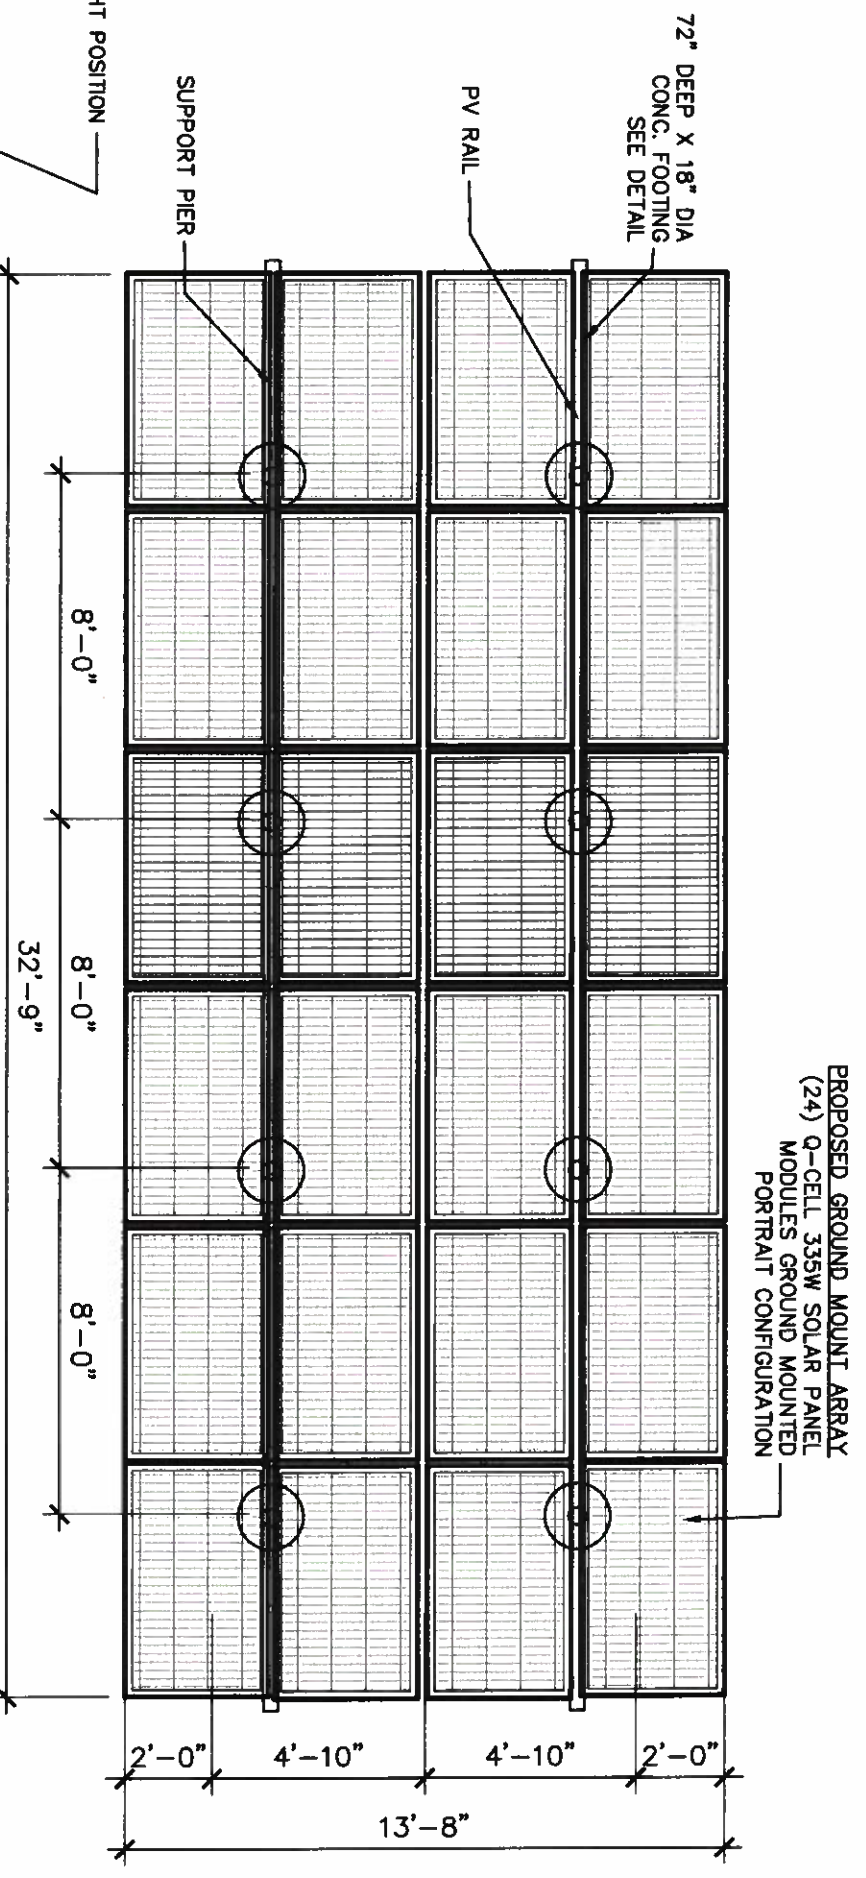 PROPOSED GROUND MOUNT ARRAY
(24) Q-CELL 335W SOLAR PANEL
MODULES GROUND MOUNTED
PORTRAIT CONFIGURATION
72" DEEP X 18" DIA
CONC. FOOTING
SEE DETAIL
PV RAIL
SUPPORT PIER
HT POSITION
8'-0"
8'-0"
8'-0"
32'-9"
2'-0"
4'-10"
4'-10"
2'-0"
13'-8"